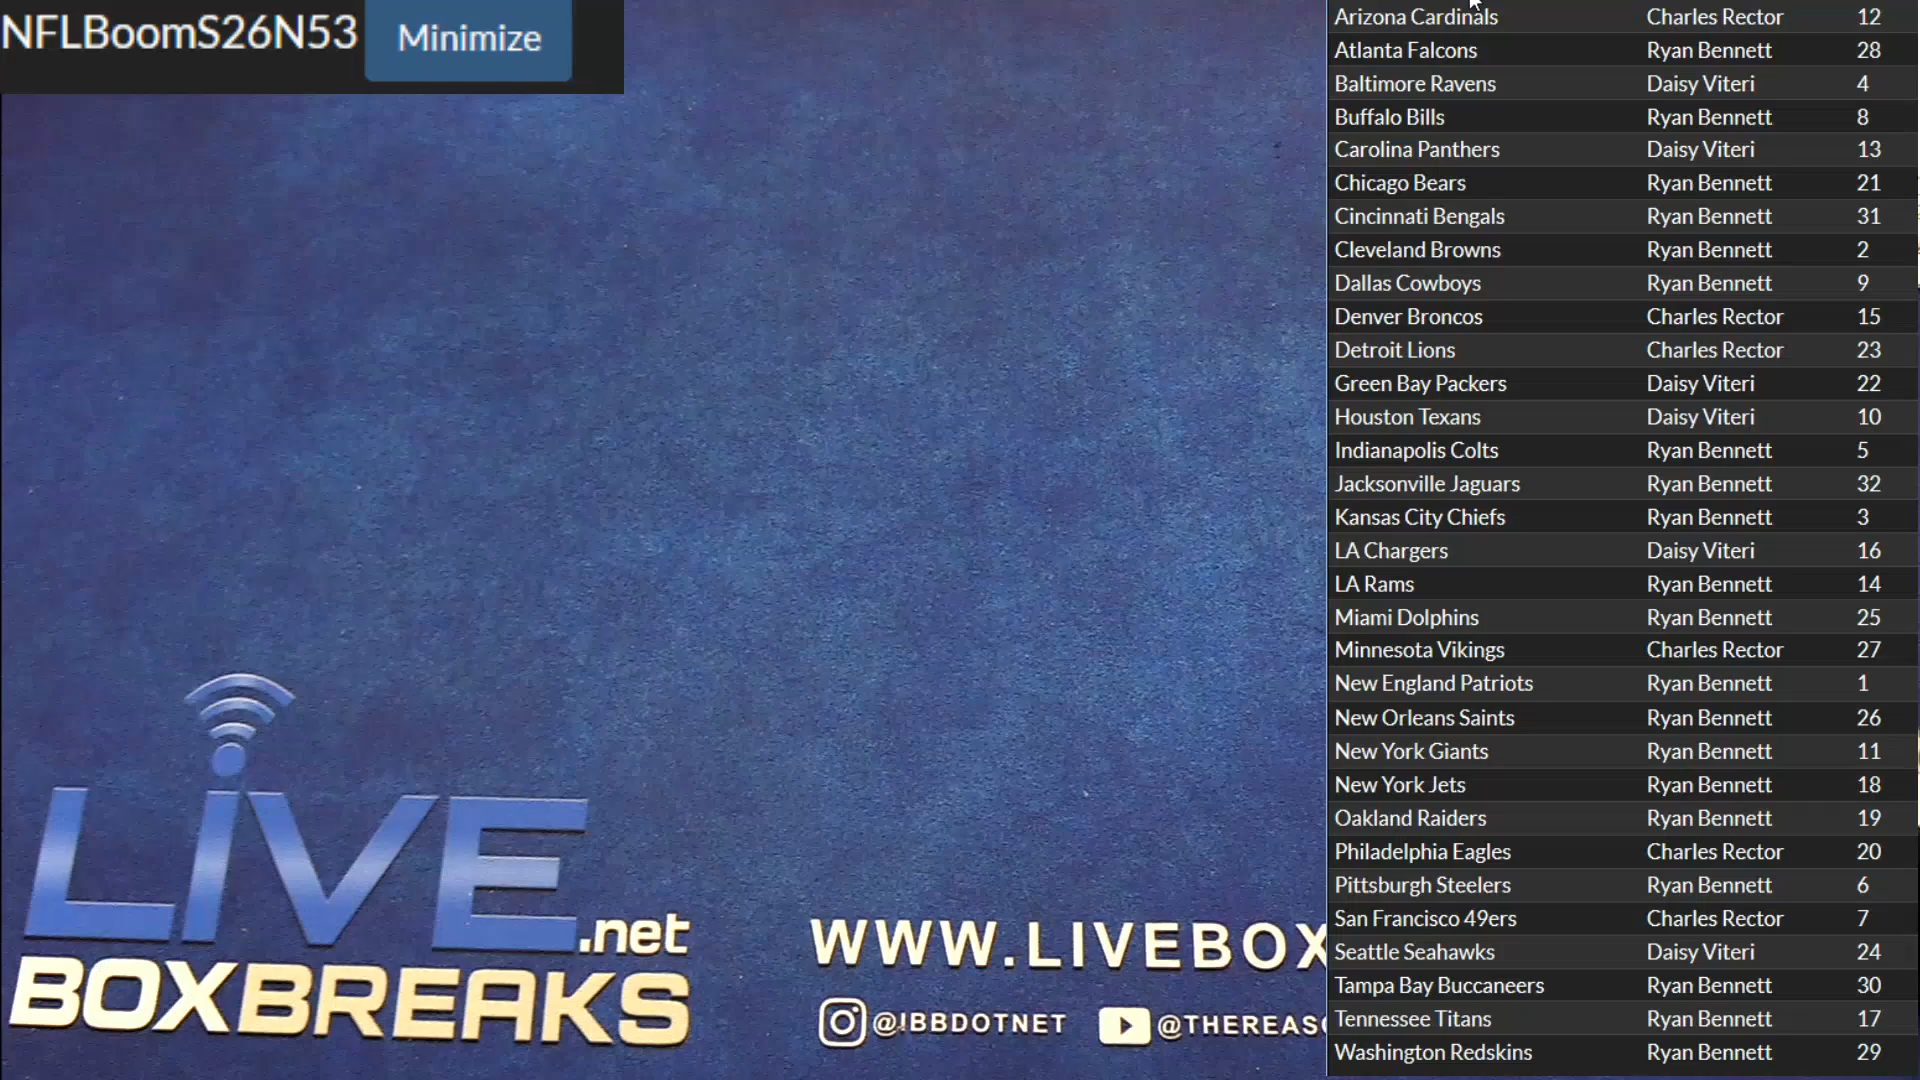 NFLBoomS26N53 Minimize
Arizona Cardinals Charles Rector 12
Atlanta Falcons Ryan Bennett 28
Baltimore Ravens Daisy Viteri 4
Buffalo Bills Ryan Bennett 8
Carolina Panthers Daisy Viteri 13
Chicago Bears Ryan Bennett 21
Cincinnati Bengals Ryan Bennett 31
Cleveland Browns Ryan Bennett 2
Dallas Cowboys Ryan Bennett 9
Denver Broncos Charles Rector 15
Detroit Lions Charles Rector 23
Green Bay Packers Daisy Viteri 22
Houston Texans Daisy Viteri 10
Indianapolis Colts Ryan Bennett 5
Jacksonville Jaguars Ryan Bennett 32
Kansas City Chiefs Ryan Bennett 3
LA Chargers Daisy Viteri 16
LA Rams Ryan Bennett 14
Miami Dolphins Ryan Bennett 25
Minnesota Vikings Charles Rector 27
New England Patriots Ryan Bennett 1
New Orleans Saints Ryan Bennett 26
New York Giants Ryan Bennett 11
New York Jets Ryan Bennett 18
Oakland Raiders Ryan Bennett 19
Philadelphia Eagles Charles Rector 20
Pittsburgh Steelers Ryan Bennett 6
San Francisco 49ers Charles Rector 7
Seattle Seahawks Daisy Viteri 24
Tampa Bay Buccaneers Ryan Bennett 30
Tennessee Titans Ryan Bennett 17
Washington Redskins Ryan Bennett 29
LiVE.net
BOXBREAKS
WWW.LIVEBOX
@IBBDOTNET @THEREAS